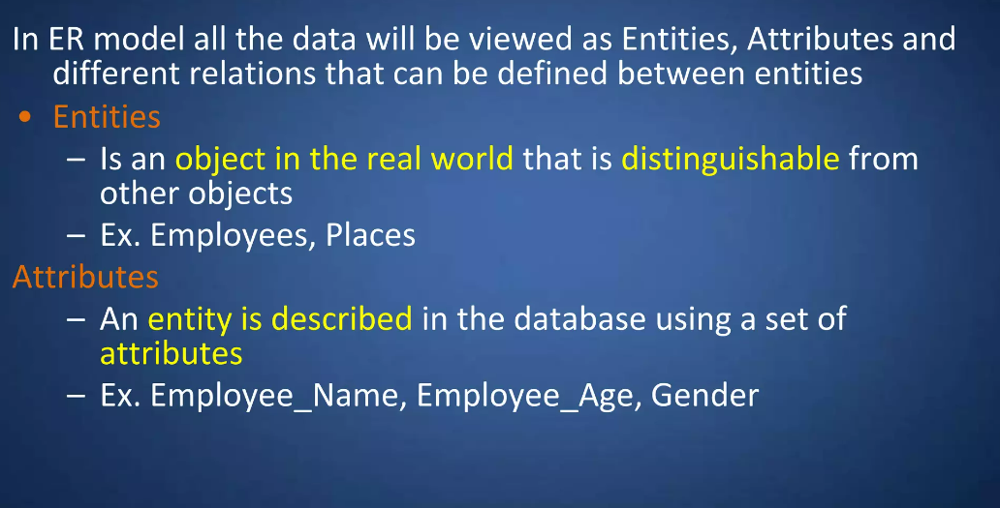 In ER model all the data will be viewed as Entities, Attributes and
different relations that can be defined between entities
• Entities
– Is an object in the real world that is distinguishable from
other objects
– Ex. Employees, Places
Attributes
– An entity is described in the database using a set of
attributes
– Ex. Employee_Name, Employee_Age, Gender